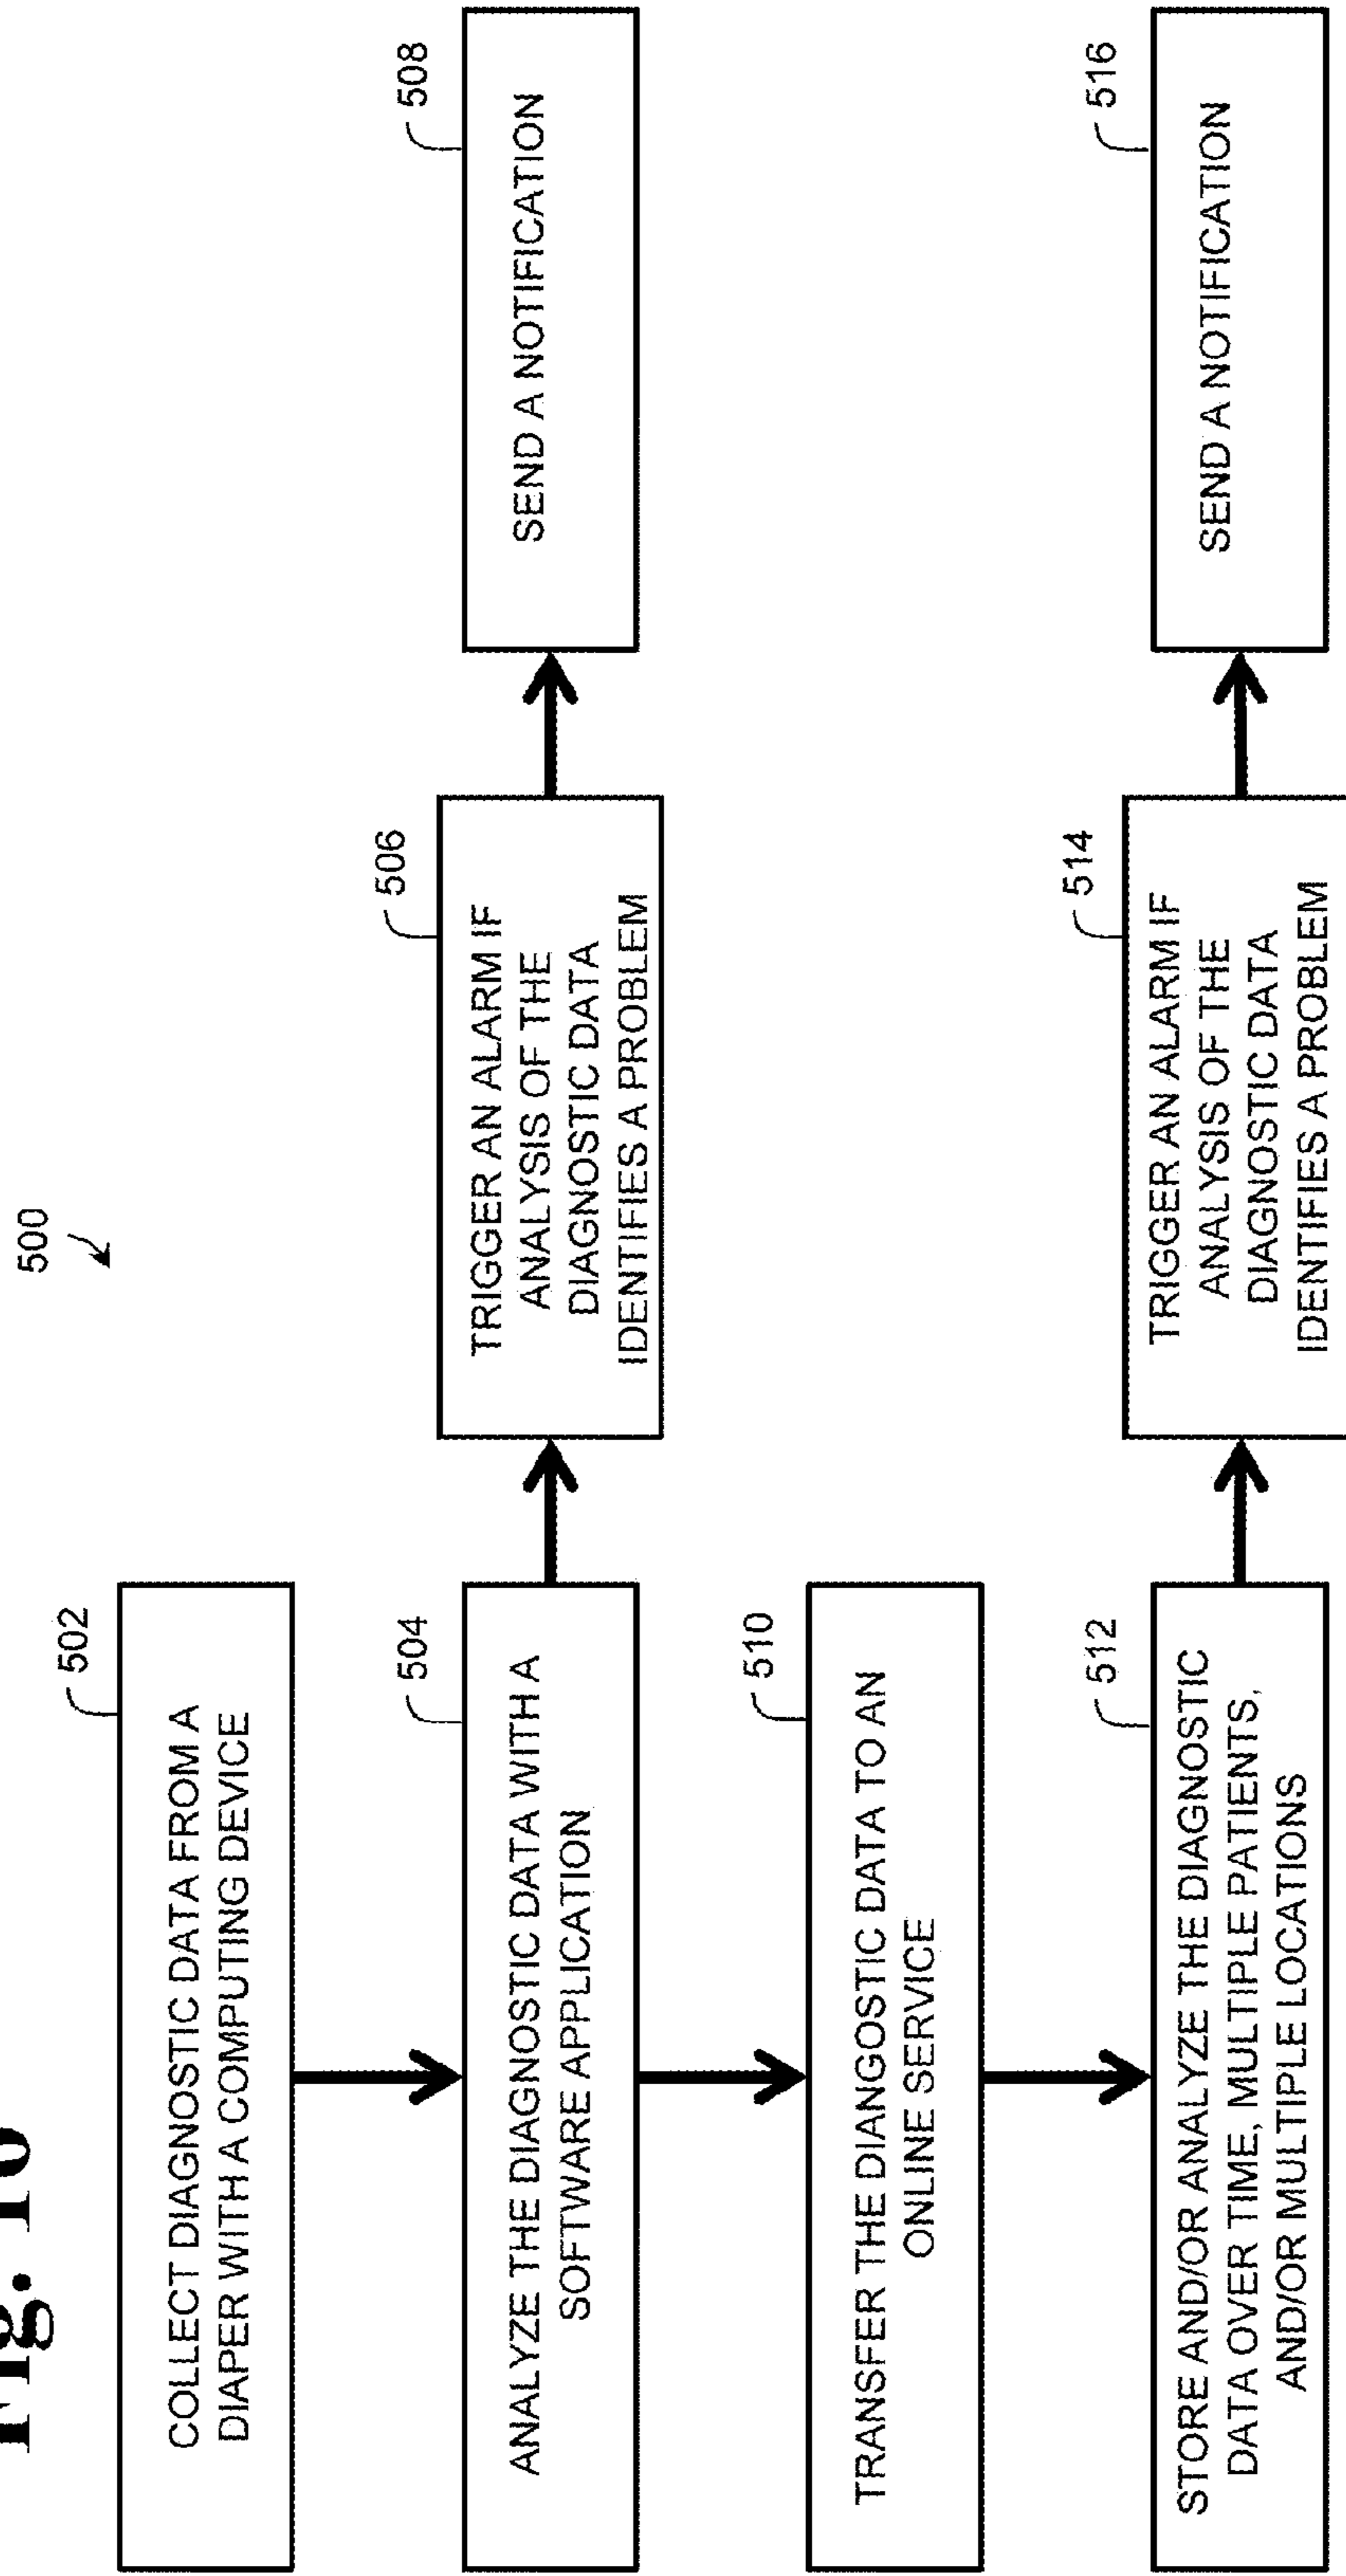 Fig. 10
500
502
COLLECT DIAGNOSTIC DATA FROM A
DIAPER WITH A COMPUTING DEVICE
504
ANALYZE THE DIAGNOSTIC DATA WITH A
SOFTWARE APPLICATION
506
TRIGGER AN ALARM IF
ANALYSIS OF THE
DIAGNOSTIC DATA
IDENTIFIES A PROBLEM
508
SEND A NOTIFICATION
510
TRANSFER THE DIANGOSTIC DATA TO AN
ONLINE SERVICE
512
STORE AND/OR ANALYZE THE DIAGNOSTIC
DATA OVER TIME, MULTIPLE PATIENTS,
AND/OR MULTIPLE LOCATIONS
514
TRIGGER AN ALARM IF
ANALYSIS OF THE
DIAGNOSTIC DATA
IDENTIFIES A PROBLEM
516
SEND A NOTIFICATION